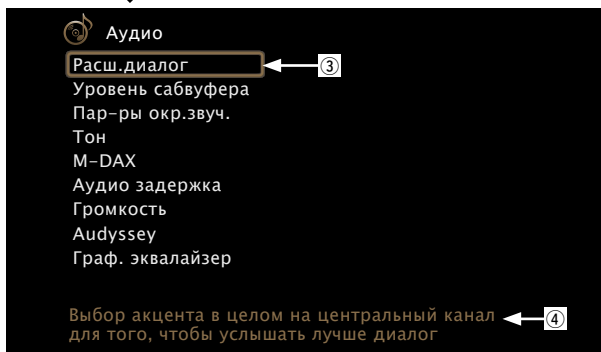 Аудио
Расш.диалог
③
Уровень сабвуфера
Пар-ры окр.звуч.
Тон
M-DAX
Аудио задержка
Громкость
Audyssey
Граф. эквалайзер
Выбор акцента в целом на центральный канал
④
для того, чтобы услышать лучше диалог